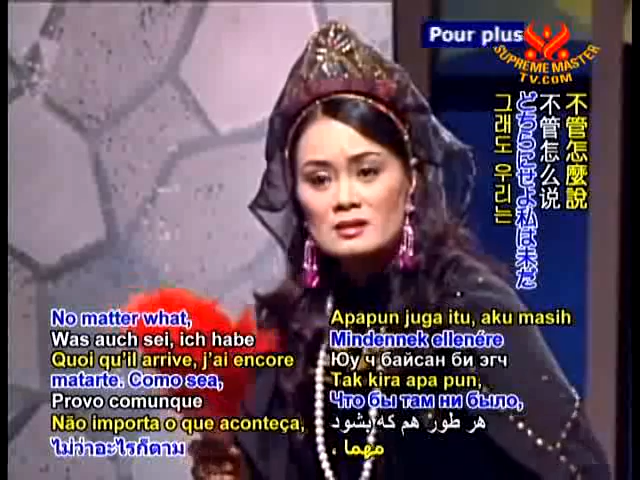 Pour plus
SUPREME MASTER
TV.COM
不管怎麼說
不管怎么说
どちらにせよ私は未だ
그래도 우리는
No matter what,
Was auch sei, ich habe
Quoi qu'il arrive, j'ai encore
matarte. Como sea,
Provo comunque
Não importa o que aconteça,
ไม่ว่าอะไรก็ตาม
Apapun juga itu, aku masih
Mindennek ellenére
Юу ч байсан би эгч
Tak kira apa pun,
Что бы там ни было,
هر طور هم که بشود
مهما ،